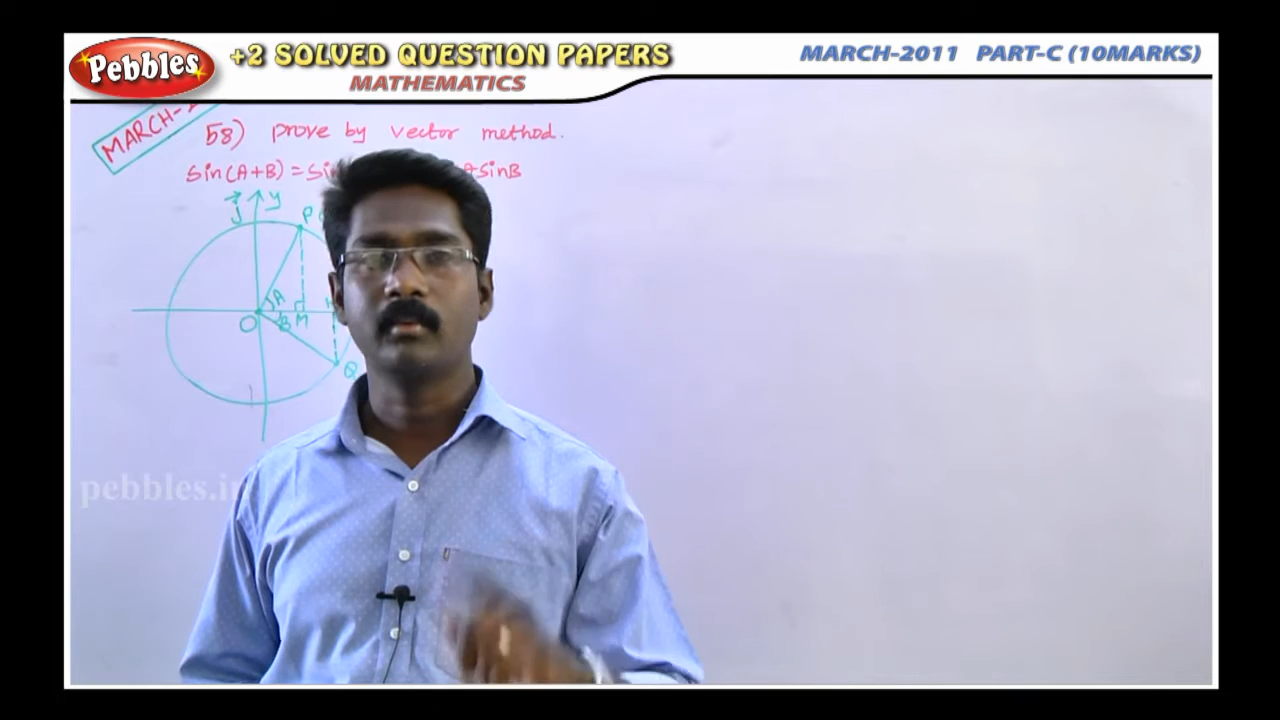 Pebbles
+2 SOLVED QUESTION PAPERS
MATHEMATICS
MARCH-2011 PART-C (10MARKS)
MARCH-
58) prove by vector method.
Sin(A+B) = Sin SinB
j y
P
A
O B M
Q
pebbles.in